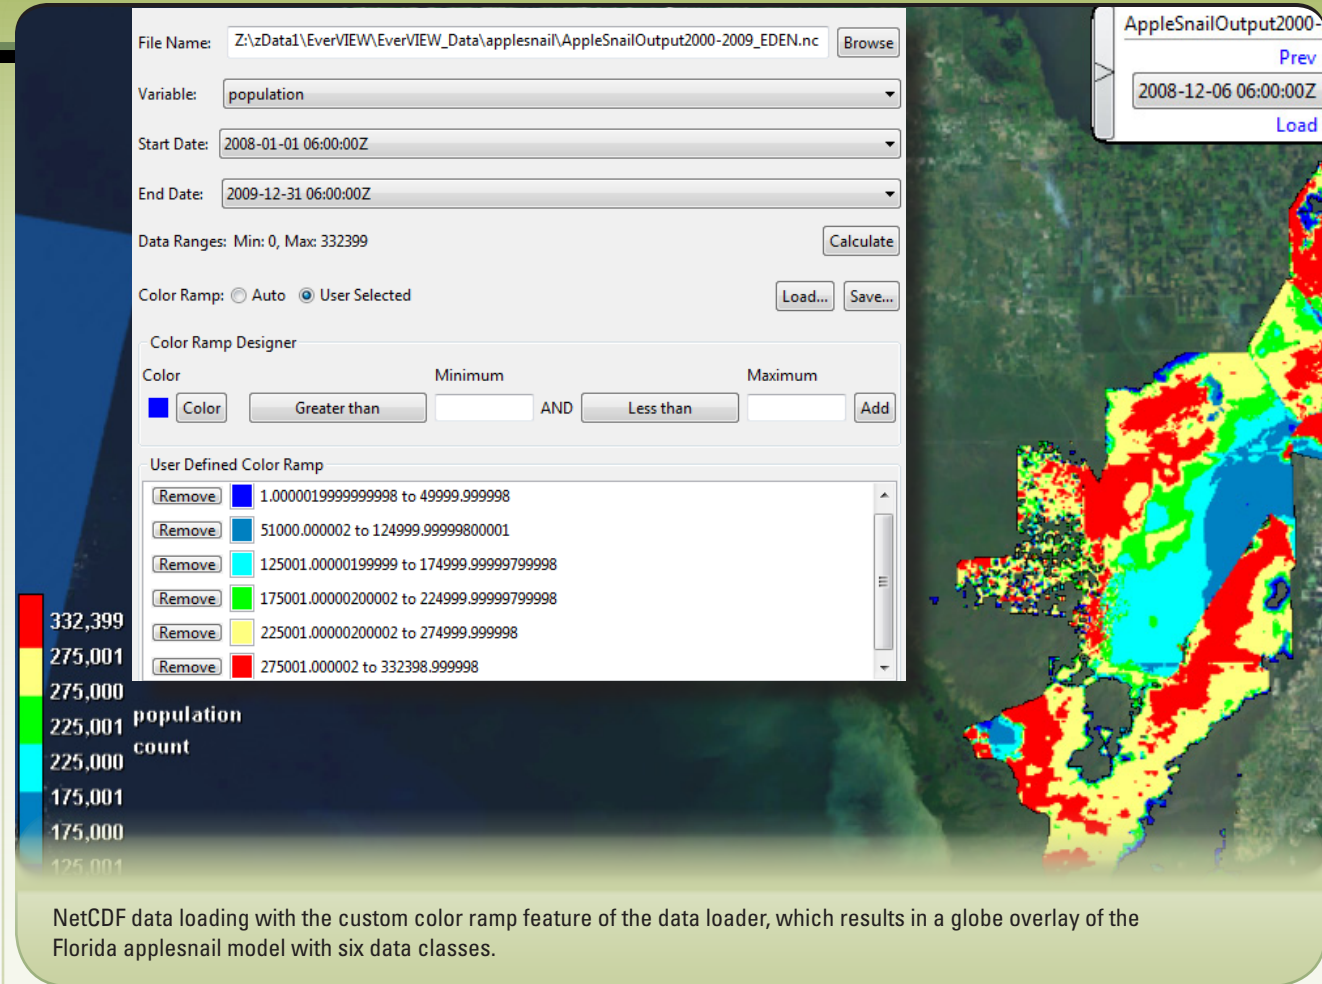 File Name: Z:\zData1\EverVIEW\EverVIEW_Data\applesnail\AppleSnailOutput2000-2009_EDEN.nc Browse
Variable: population
Start Date: 2008-01-01 06:00:00Z
End Date: 2009-12-31 06:00:00Z
Data Ranges: Min: 0, Max: 332399 Calculate
Color Ramp: Auto User Selected Load... Save...
Color Ramp Designer
Color Minimum Maximum
Color Greater than AND Less than Add
User Defined Color Ramp
Remove 1.0000019999999998 to 49999.999998
Remove 51000.000002 to 124999.99999800001
Remove 125001.00000199999 to 174999.99999799998
Remove 175001.00000200002 to 224999.99999799998
Remove 225001.00000200002 to 274999.999998
Remove 275001.000002 to 332398.999998
AppleSnailOutput2000-
Prev
2008-12-06 06:00:00Z
Load
332,399
275,001
275,000
225,001
225,000
175,001
175,000
125,001
population
count
NetCDF data loading with the custom color ramp feature of the data loader, which results in a globe overlay of the
Florida applesnail model with six data classes.